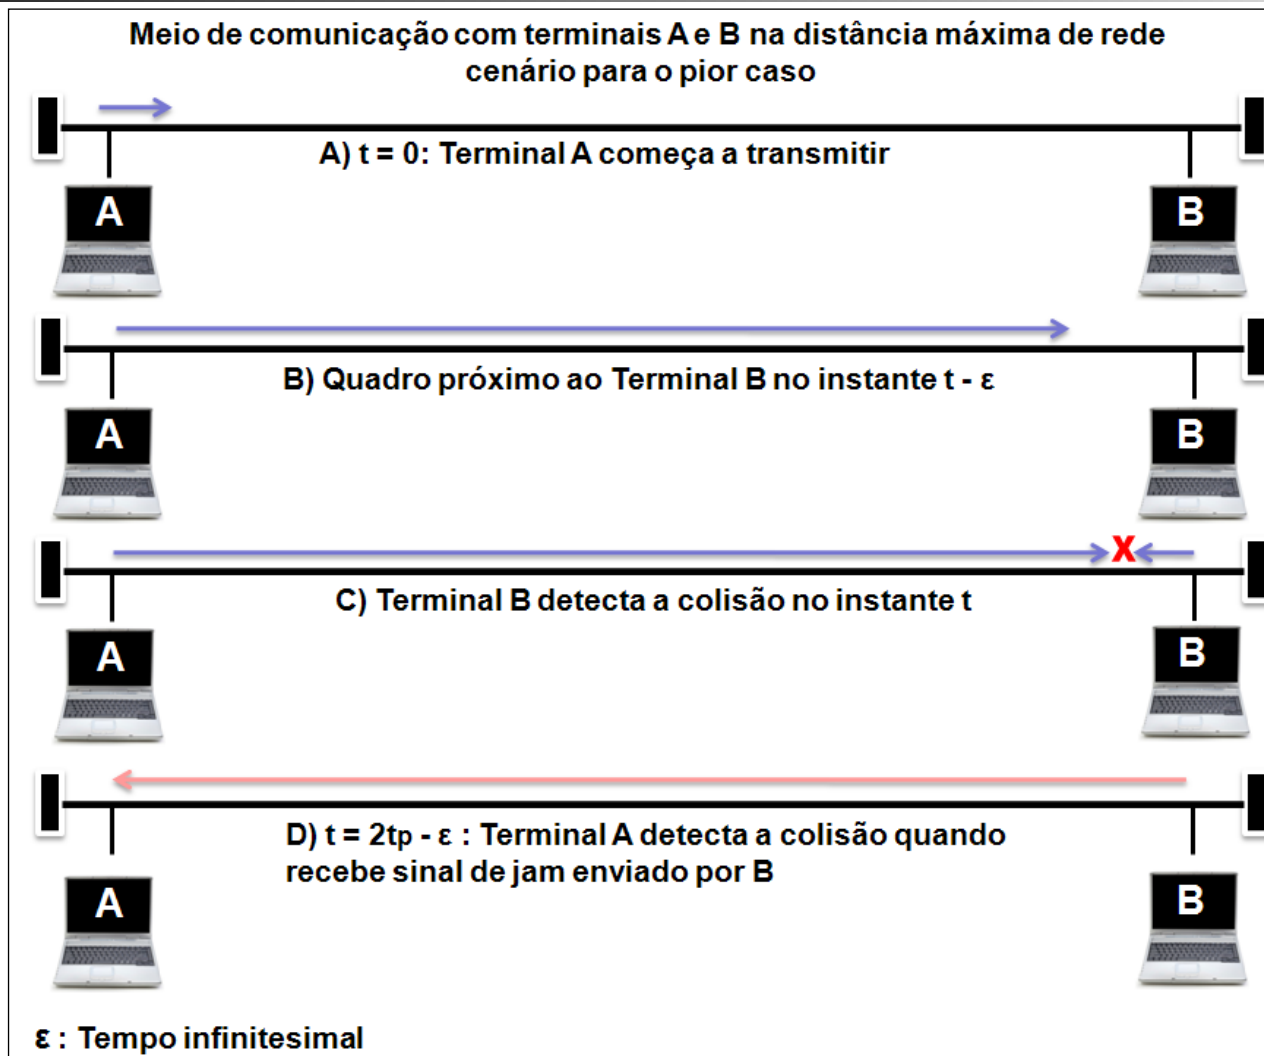 Meio de comunicação com terminais A e B na distância máxima de rede
cenário para o pior caso
A) t = 0: Terminal A começa a transmitir
A
B
B) Quadro próximo ao Terminal B no instante t - ε
A
B
X
C) Terminal B detecta a colisão no instante t
A
B
D) t = 2tp - ε : Terminal A detecta a colisão quando
recebe sinal de jam enviado por B
A
B
ε : Tempo infinitesimal